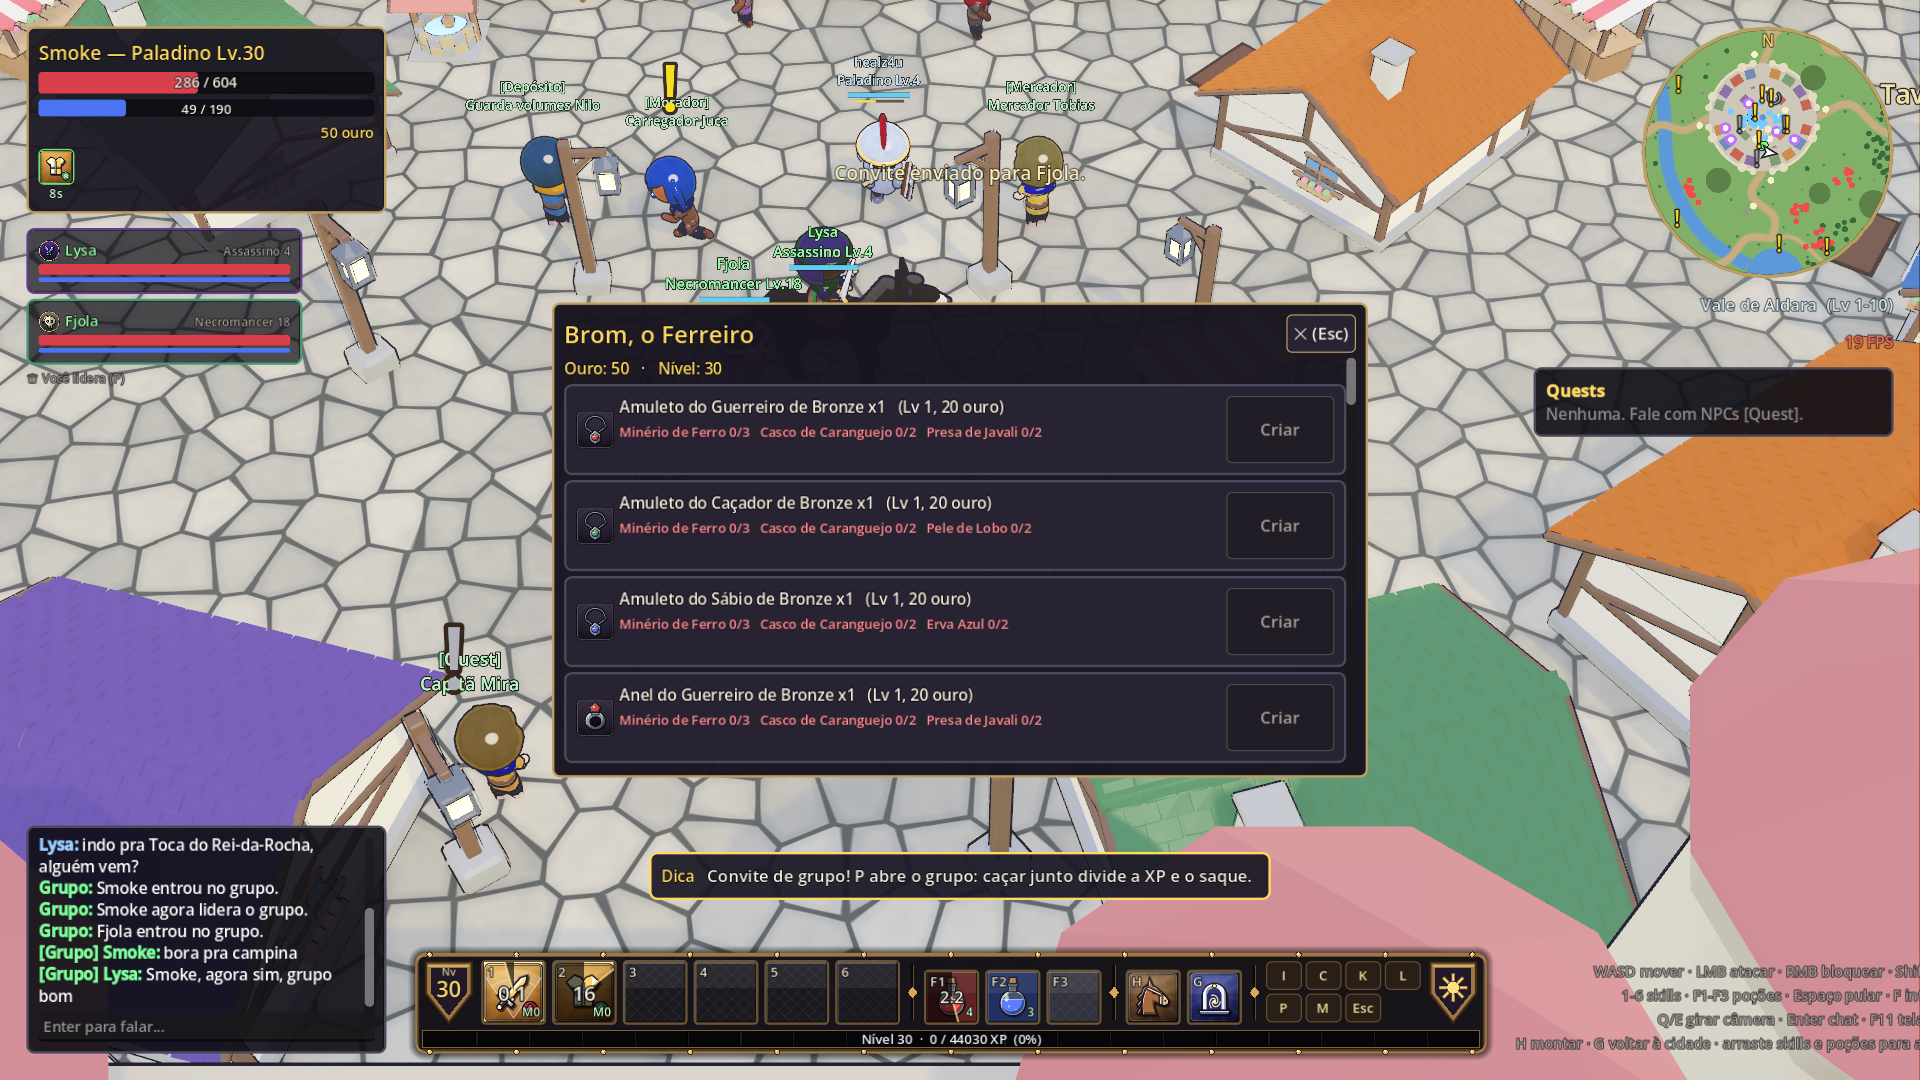 Smoke — Paladino Lv.30
286 / 604
49 / 190
50 ouro
8s
Lysa
Assassino 4
Fjola
Necromancer 18
Você lidera (P)
[Depósito]
Guarda-volumes Nilo
[Morador]
Carregador Juca
healz4u
Paladino Lv.4
[Mercador]
Mercador Tobias
Convite enviado para Fjola.
Lysa
Assassino Lv.4
Fjola
Necromancer Lv.18
N
Vale de Aldara (Lv 1-10)
19 FPS
Quests
Nenhuma. Fale com NPCs [Quest].
Brom, o Ferreiro
(Esc)
Ouro: 50 · Nível: 30
Amuleto do Guerreiro de Bronze x1 (Lv 1, 20 ouro)
Minério de Ferro 0/3 Casco de Caranguejo 0/2 Presa de Javali 0/2
Criar
Amuleto do Caçador de Bronze x1 (Lv 1, 20 ouro)
Minério de Ferro 0/3 Casco de Caranguejo 0/2 Pele de Lobo 0/2
Criar
Amuleto do Sábio de Bronze x1 (Lv 1, 20 ouro)
Minério de Ferro 0/3 Casco de Caranguejo 0/2 Erva Azul 0/2
Criar
Anel do Guerreiro de Bronze x1 (Lv 1, 20 ouro)
Minério de Ferro 0/3 Casco de Caranguejo 0/2 Presa de Javali 0/2
Criar
[Quest]
Capitã Mira
Lysa: indo pra Toca do Rei-da-Rocha,
alguém vem?
Grupo: Smoke entrou no grupo.
Grupo: Smoke agora lidera o grupo.
Grupo: Fjola entrou no grupo.
[Grupo] Smoke: bora pra campina
[Grupo] Lysa: Smoke, agora sim, grupo
bom
Enter para falar...
Dica Convite de grupo! P abre o grupo: caçar junto divide a XP e o saque.
Nv
30
1
0.1
M0
2
16
M0
3
4
5
6
F1
2.2
4
F2
3
F3
H
G
I
C
K
L
P
M
Esc
Nível 30 · 0 / 44030 XP (0%)
WASD mover · LMB atacar · RMB bloquear ·
1-6 skills · F1-F3 poções · Espaço pular ·
Q/E girar câmera · Enter chat · F11
H montar · G voltar à cidade · arraste skills e poções para